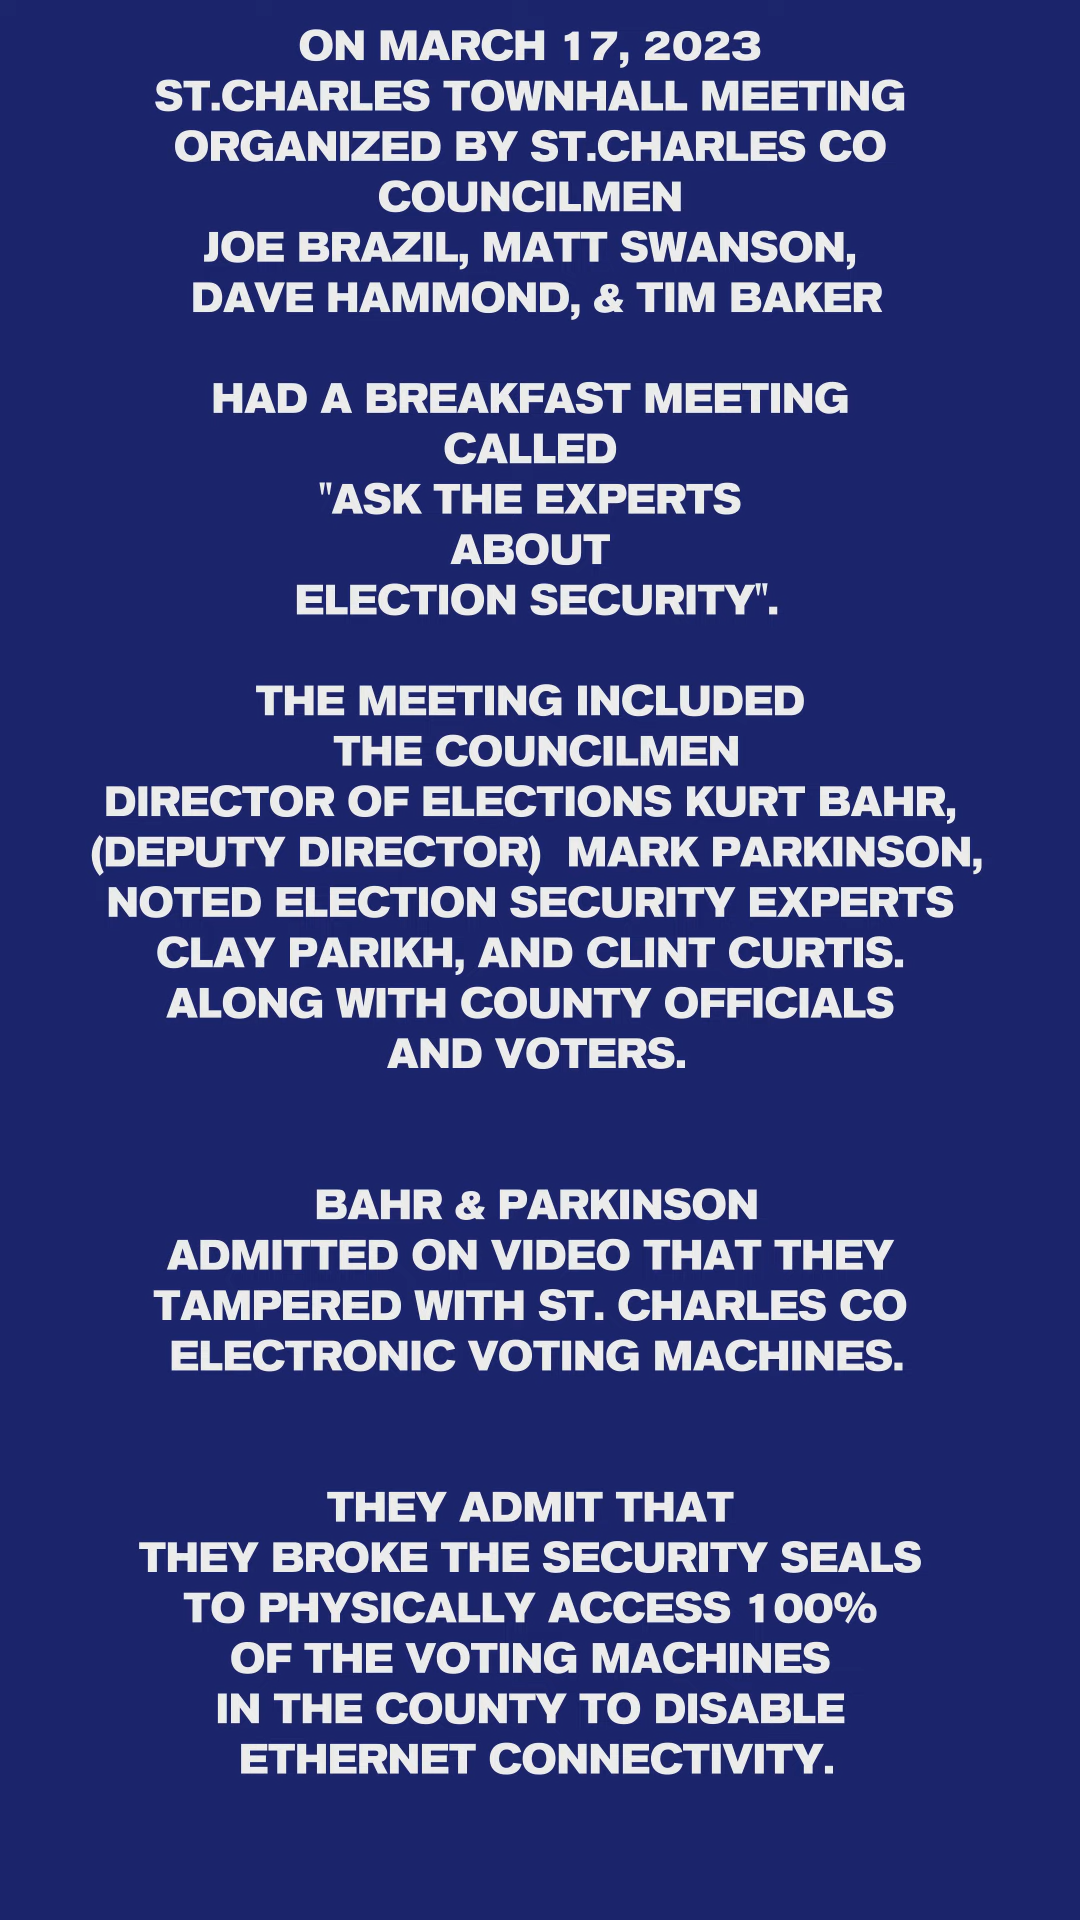 ON MARCH 17, 2023
ST.CHARLES TOWNHALL MEETING
ORGANIZED BY ST.CHARLES CO
COUNCILMEN
JOE BRAZIL, MATT SWANSON,
DAVE HAMMOND, & TIM BAKER
HAD A BREAKFAST MEETING
CALLED
"ASK THE EXPERTS
ABOUT
ELECTION SECURITY".
THE MEETING INCLUDED
THE COUNCILMEN
DIRECTOR OF ELECTIONS KURT BAHR,
(DEPUTY DIRECTOR) MARK PARKINSON,
NOTED ELECTION SECURITY EXPERTS
CLAY PARIKH, AND CLINT CURTIS.
ALONG WITH COUNTY OFFICIALS
AND VOTERS.
BAHR & PARKINSON
ADMITTED ON VIDEO THAT THEY
TAMPERED WITH ST. CHARLES CO
ELECTRONIC VOTING MACHINES.
THEY ADMIT THAT
THEY BROKE THE SECURITY SEALS
TO PHYSICALLY ACCESS 100%
OF THE VOTING MACHINES
IN THE COUNTY TO DISABLE
ETHERNET CONNECTIVITY.